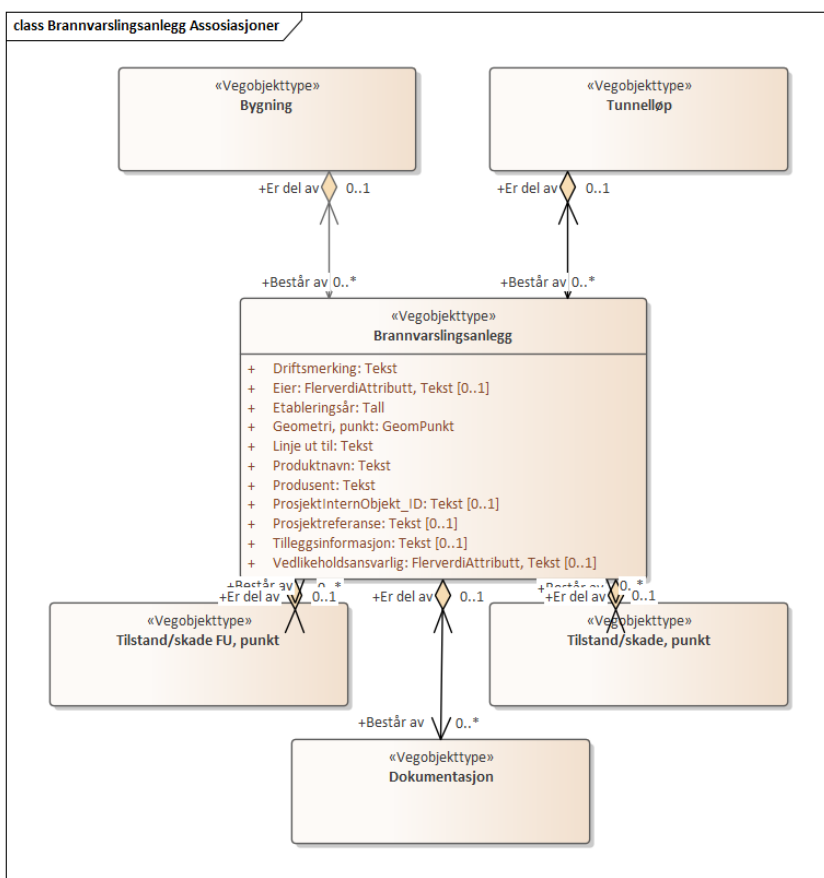 class Brannvarslingsanlegg Assosiasjoner
«Vegobjekttype»
Bygning
«Vegobjekttype»
Tunnelløp
+Er del av 0..1
+Er del av 0..1
+Består av 0..*
+Består av 0..*
«Vegobjekttype»
Brannvarslingsanlegg
+ Driftsmerking: Tekst
+ Eier: FlerverdiAttributt, Tekst [0..1]
+ Etableringsår: Tall
+ Geometri, punkt: GeomPunkt
+ Linje ut til: Tekst
+ Produktnavn: Tekst
+ Produsent: Tekst
+ ProsjektInternObjekt_ID: Tekst [0..1]
+ Prosjektreferanse: Tekst [0..1]
+ Tilleggsinformasjon: Tekst [0..1]
+ Vedlikeholdsansvarlig: FlerverdiAttributt, Tekst [0..1]
+Består av 0..*
+Er del av 0..1
+Er del av 0..1
+Består av 0..*
+Er del av 0..1
«Vegobjekttype»
Tilstand/skade FU, punkt
«Vegobjekttype»
Tilstand/skade, punkt
+Består av 0..*
«Vegobjekttype»
Dokumentasjon